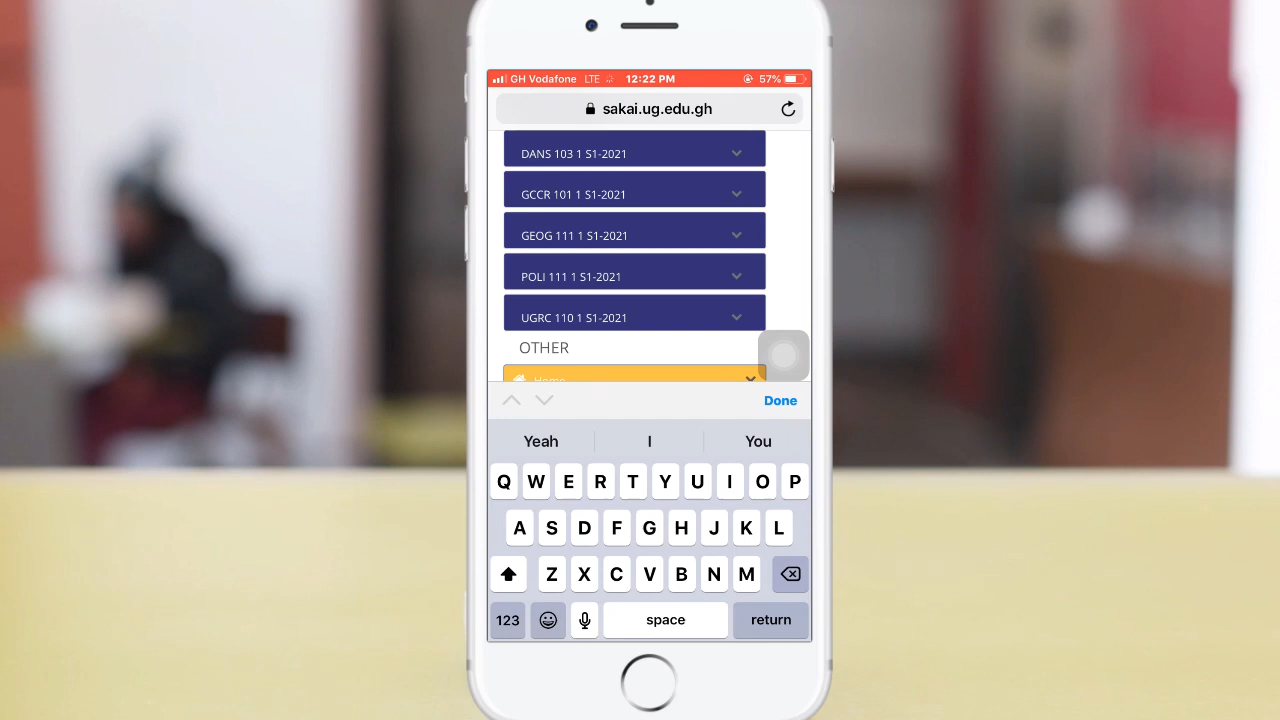 GH Vodafone LTE 12:22 PM 57%
sakai.ug.edu.gh
DANS 103 1 S1-2021
GCCR 101 1 S1-2021
GEOG 111 1 S1-2021
POLI 111 1 S1-2021
UGRC 110 1 S1-2021
OTHER
Home
Done
Yeah I You
Q W E R T Y U I O P
A S D F G H J K L
Z X C V B N M
123 space return